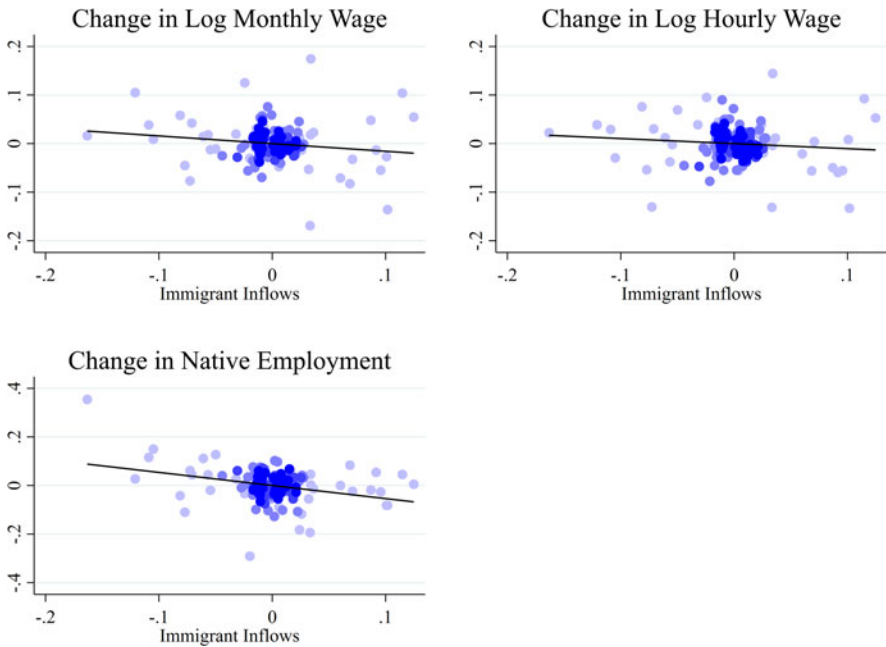 Change in Log Monthly Wage
.2
.1
0
-.1
-.2
-.2 -.1 0 .1
Immigrant Inflows
Change in Log Hourly Wage
.2
.1
0
-.1
-.2
-.2 -.1 0 .1
Immigrant Inflows
Change in Native Employment
.4
.2
0
-.2
-.4
-.2 -.1 0 .1
Immigrant Inflows